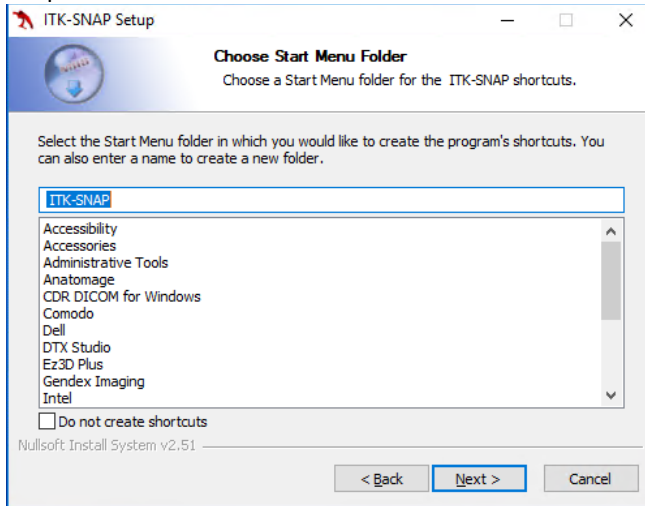 ITK-SNAP Setup
Choose Start Menu Folder
Choose a Start Menu folder for the ITK-SNAP shortcuts.
Select the Start Menu folder in which you would like to create the program's shortcuts. You
can also enter a name to create a new folder.
ITK-SNAP
Accessibility
Accessories
Administrative Tools
Anatomage
CDR DICOM for Windows
Comodo
Dell
DTX Studio
Ez3D Plus
Gendex Imaging
Intel
Do not create shortcuts
Nullsoft Install System v2.51
< Back Next > Cancel